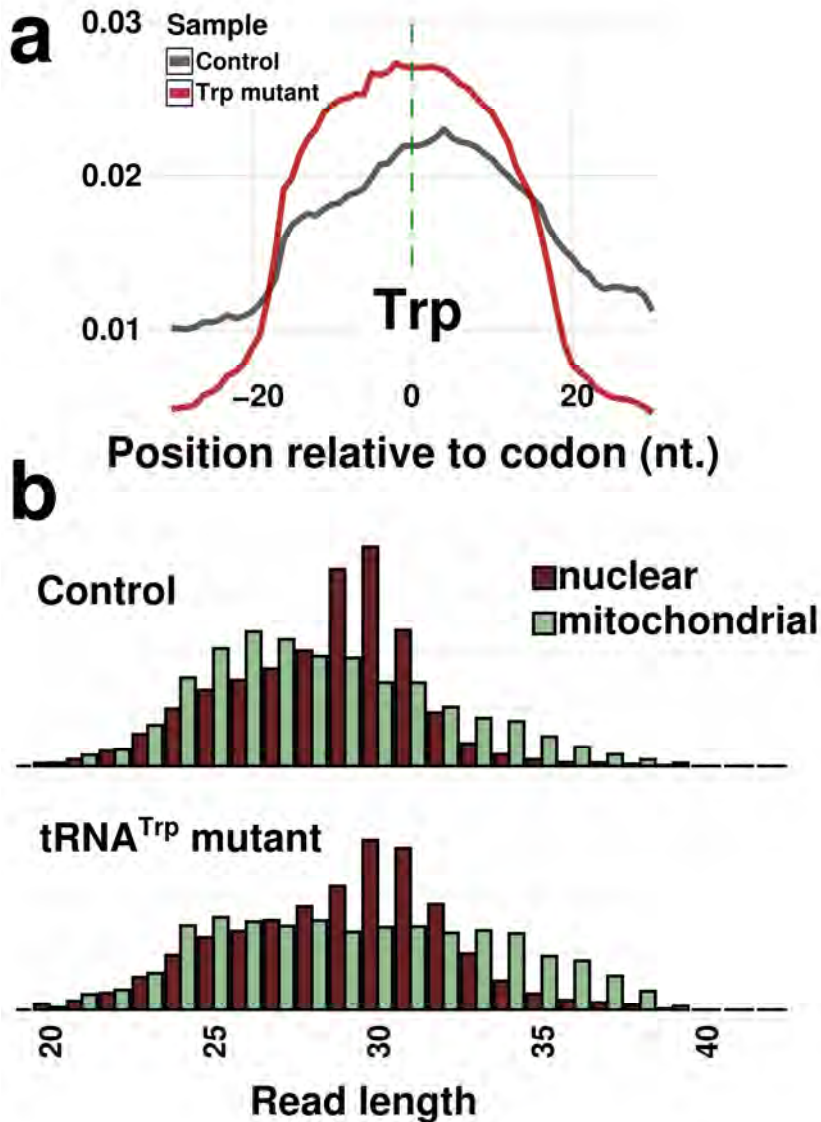 a
0.03
Sample
Control
Trp mutant
0.02
Trp
0.01
−20 0 20
Position relative to codon (nt.)
b
Control
nuclear
mitochondrial
tRNATrp mutant
20 25 30 35 40
Read length